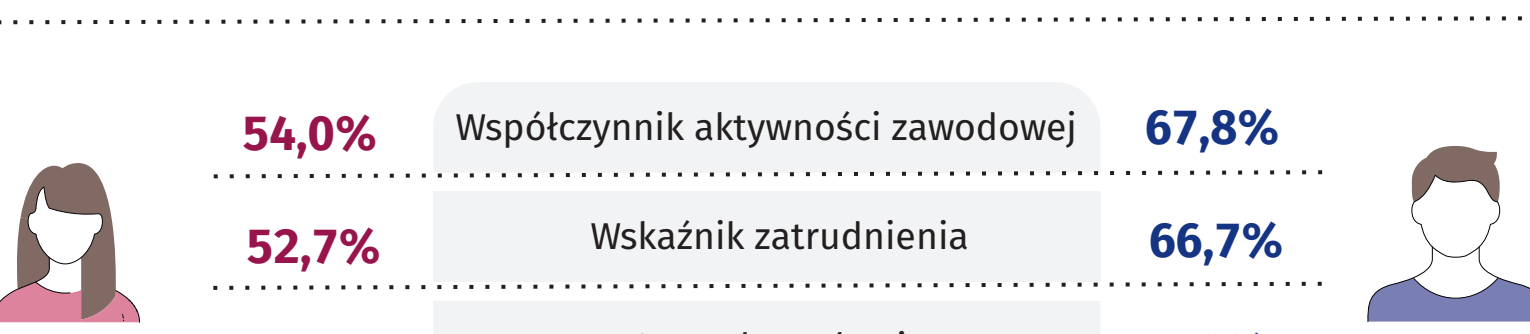 54,0% Współczynnik aktywności zawodowej 67,8%
52,7% Wskaźnik zatrudnienia 66,7%